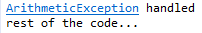 ArithmeticException handled
rest of the code...